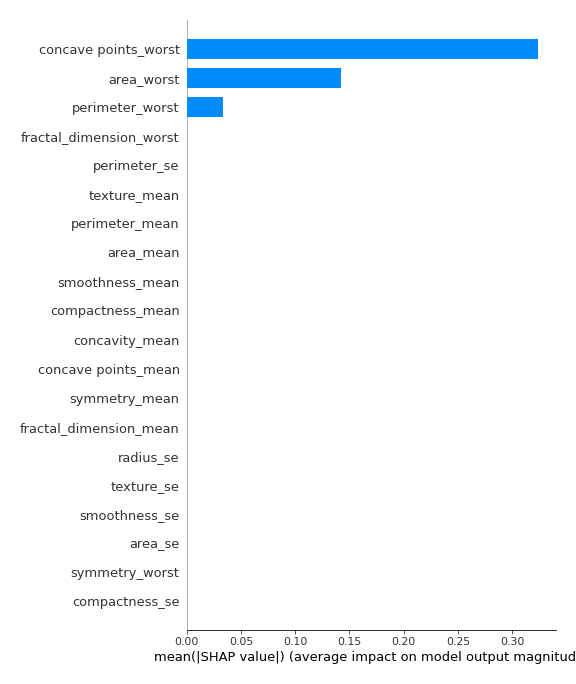 concave points_worst
area_worst
perimeter_worst
fractal_dimension_worst
perimeter_se
texture_mean
perimeter_mean
area_mean
smoothness_mean
compactness_mean
concavity_mean
concave points_mean
symmetry_mean
fractal_dimension_mean
radius_se
texture_se
smoothness_se
area_se
symmetry_worst
compactness_se
0.00 0.05 0.10 0.15 0.20 0.25 0.30
mean(|SHAP value|) (average impact on model output magnitud